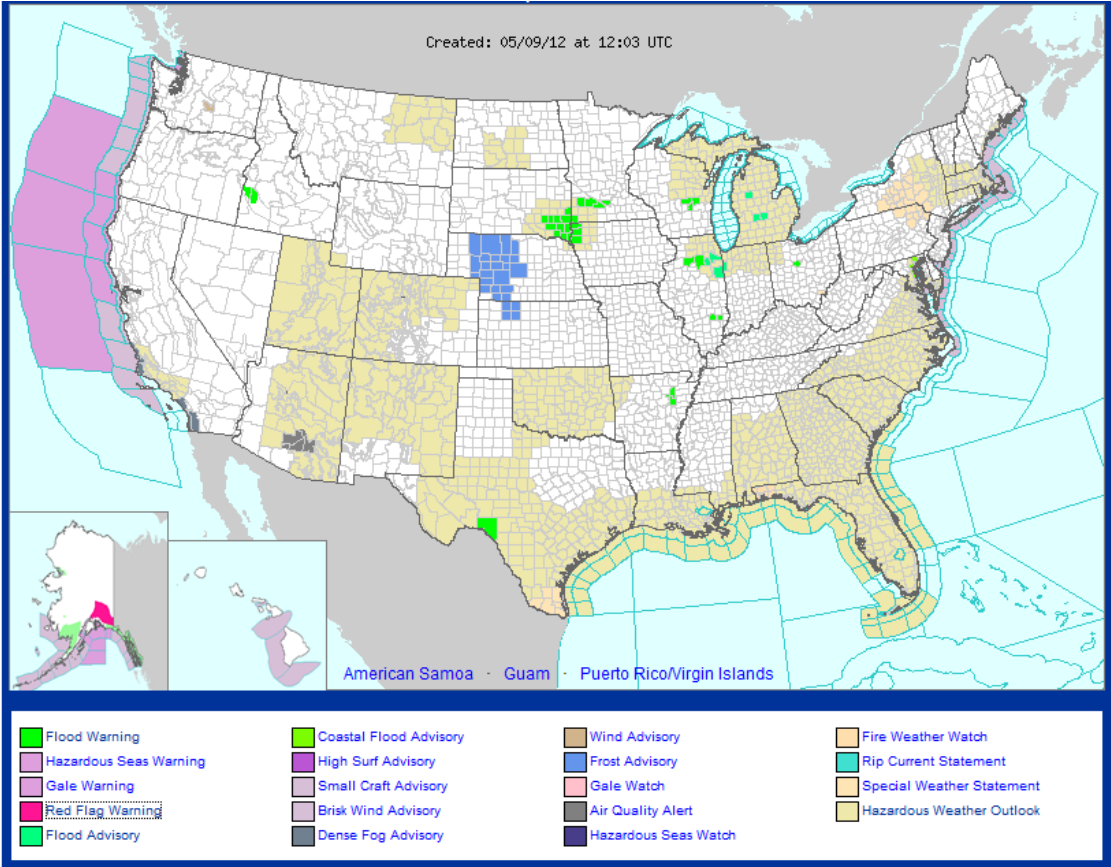 Created: 05/09/12 at 12:03 UTC
American Samoa · Guam · Puerto Rico/Virgin Islands
Flood Warning
Coastal Flood Advisory
Wind Advisory
Fire Weather Watch
Hazardous Seas Warning
High Surf Advisory
Frost Advisory
Rip Current Statement
Gale Warning
Small Craft Advisory
Gale Watch
Special Weather Statement
Red Flag Warning
Brisk Wind Advisory
Air Quality Alert
Hazardous Weather Outlook
Flood Advisory
Dense Fog Advisory
Hazardous Seas Watch